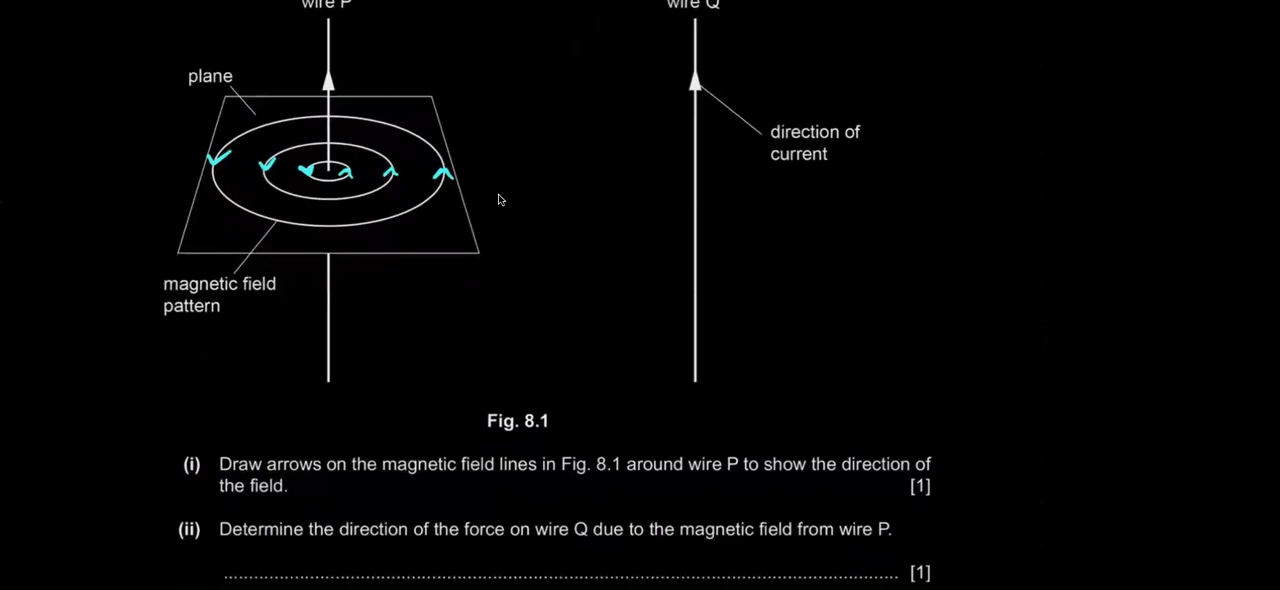 wire P
wire Q
plane
direction of
current
magnetic field
pattern
Fig. 8.1
(i) Draw arrows on the magnetic field lines in Fig. 8.1 around wire P to show the direction of
the field. [1]
(ii) Determine the direction of the force on wire Q due to the magnetic field from wire P.
.......................................................................................................................................... [1]